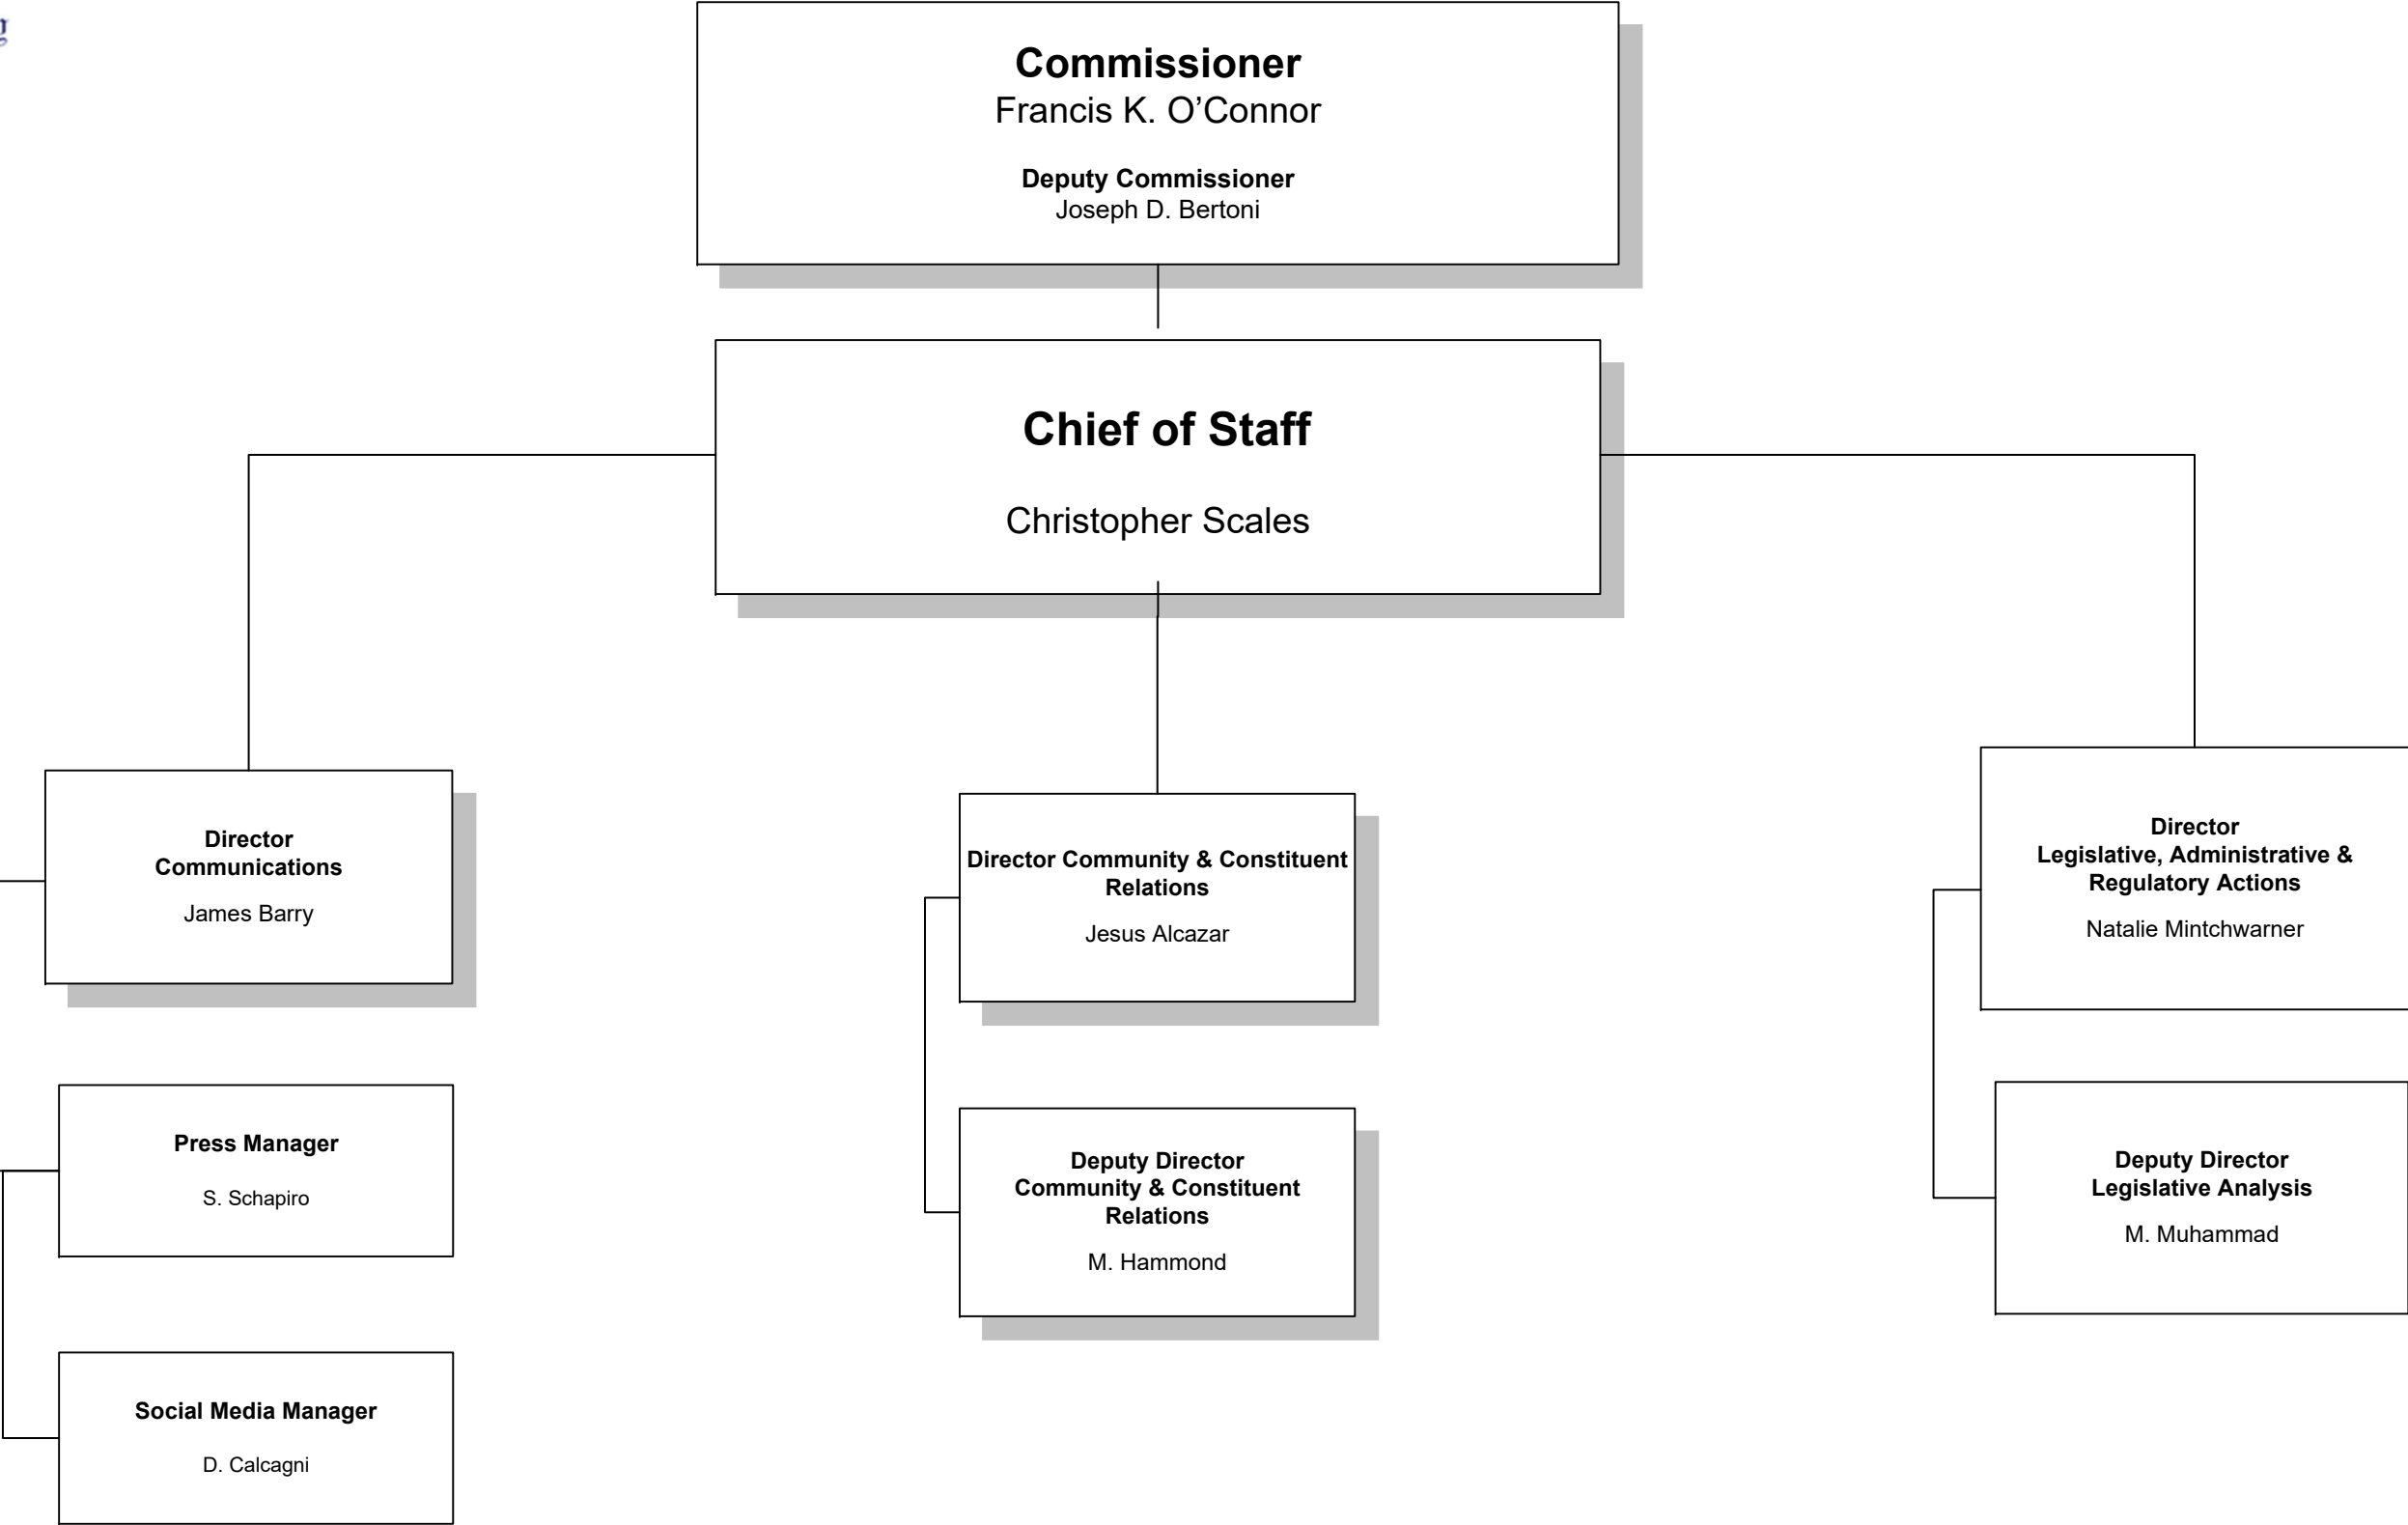 Commissioner
Francis K. O’Connor
Deputy Commissioner
Joseph D. Bertoni
Chief of Staff
Christopher Scales
Director
Communications
James Barry
Director Community & Constituent
Relations
Jesus Alcazar
Director
Legislative, Administrative &
Regulatory Actions
Natalie Mintchwarner
Press Manager
S. Schapiro
Deputy Director
Community & Constituent
Relations
M. Hammond
Deputy Director
Legislative Analysis
M. Muhammad
Social Media Manager
D. Calcagni